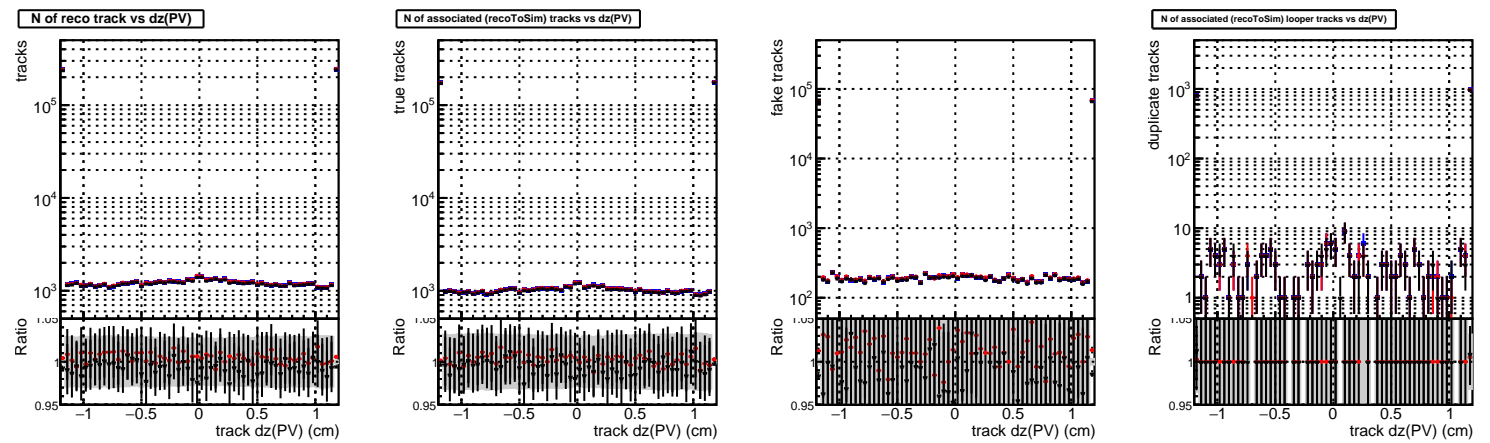 N of reco track vs dz(PV)
tracks
10^5
10^4
10^3
1.05
Ratio
1
0.95
−1 −0.5 0 0.5 1
track dz(PV) (cm)
N of associated (recoToSim) tracks vs dz(PV)
true tracks
10^5
10^4
10^3
1.05
Ratio
1
0.95
−1 −0.5 0 0.5 1
track dz(PV) (cm)
fake tracks
10^5
10^4
10^3
10^2
1.05
Ratio
1
0.95
−1 −0.5 0 0.5 1
track dz(PV) (cm)
N of associated (recoToSim) looper tracks vs dz(PV)
duplicate tracks
10^3
10^2
10
1
1.05
Ratio
1
0.95
−1 −0.5 0 0.5 1
track dz(PV) (cm)